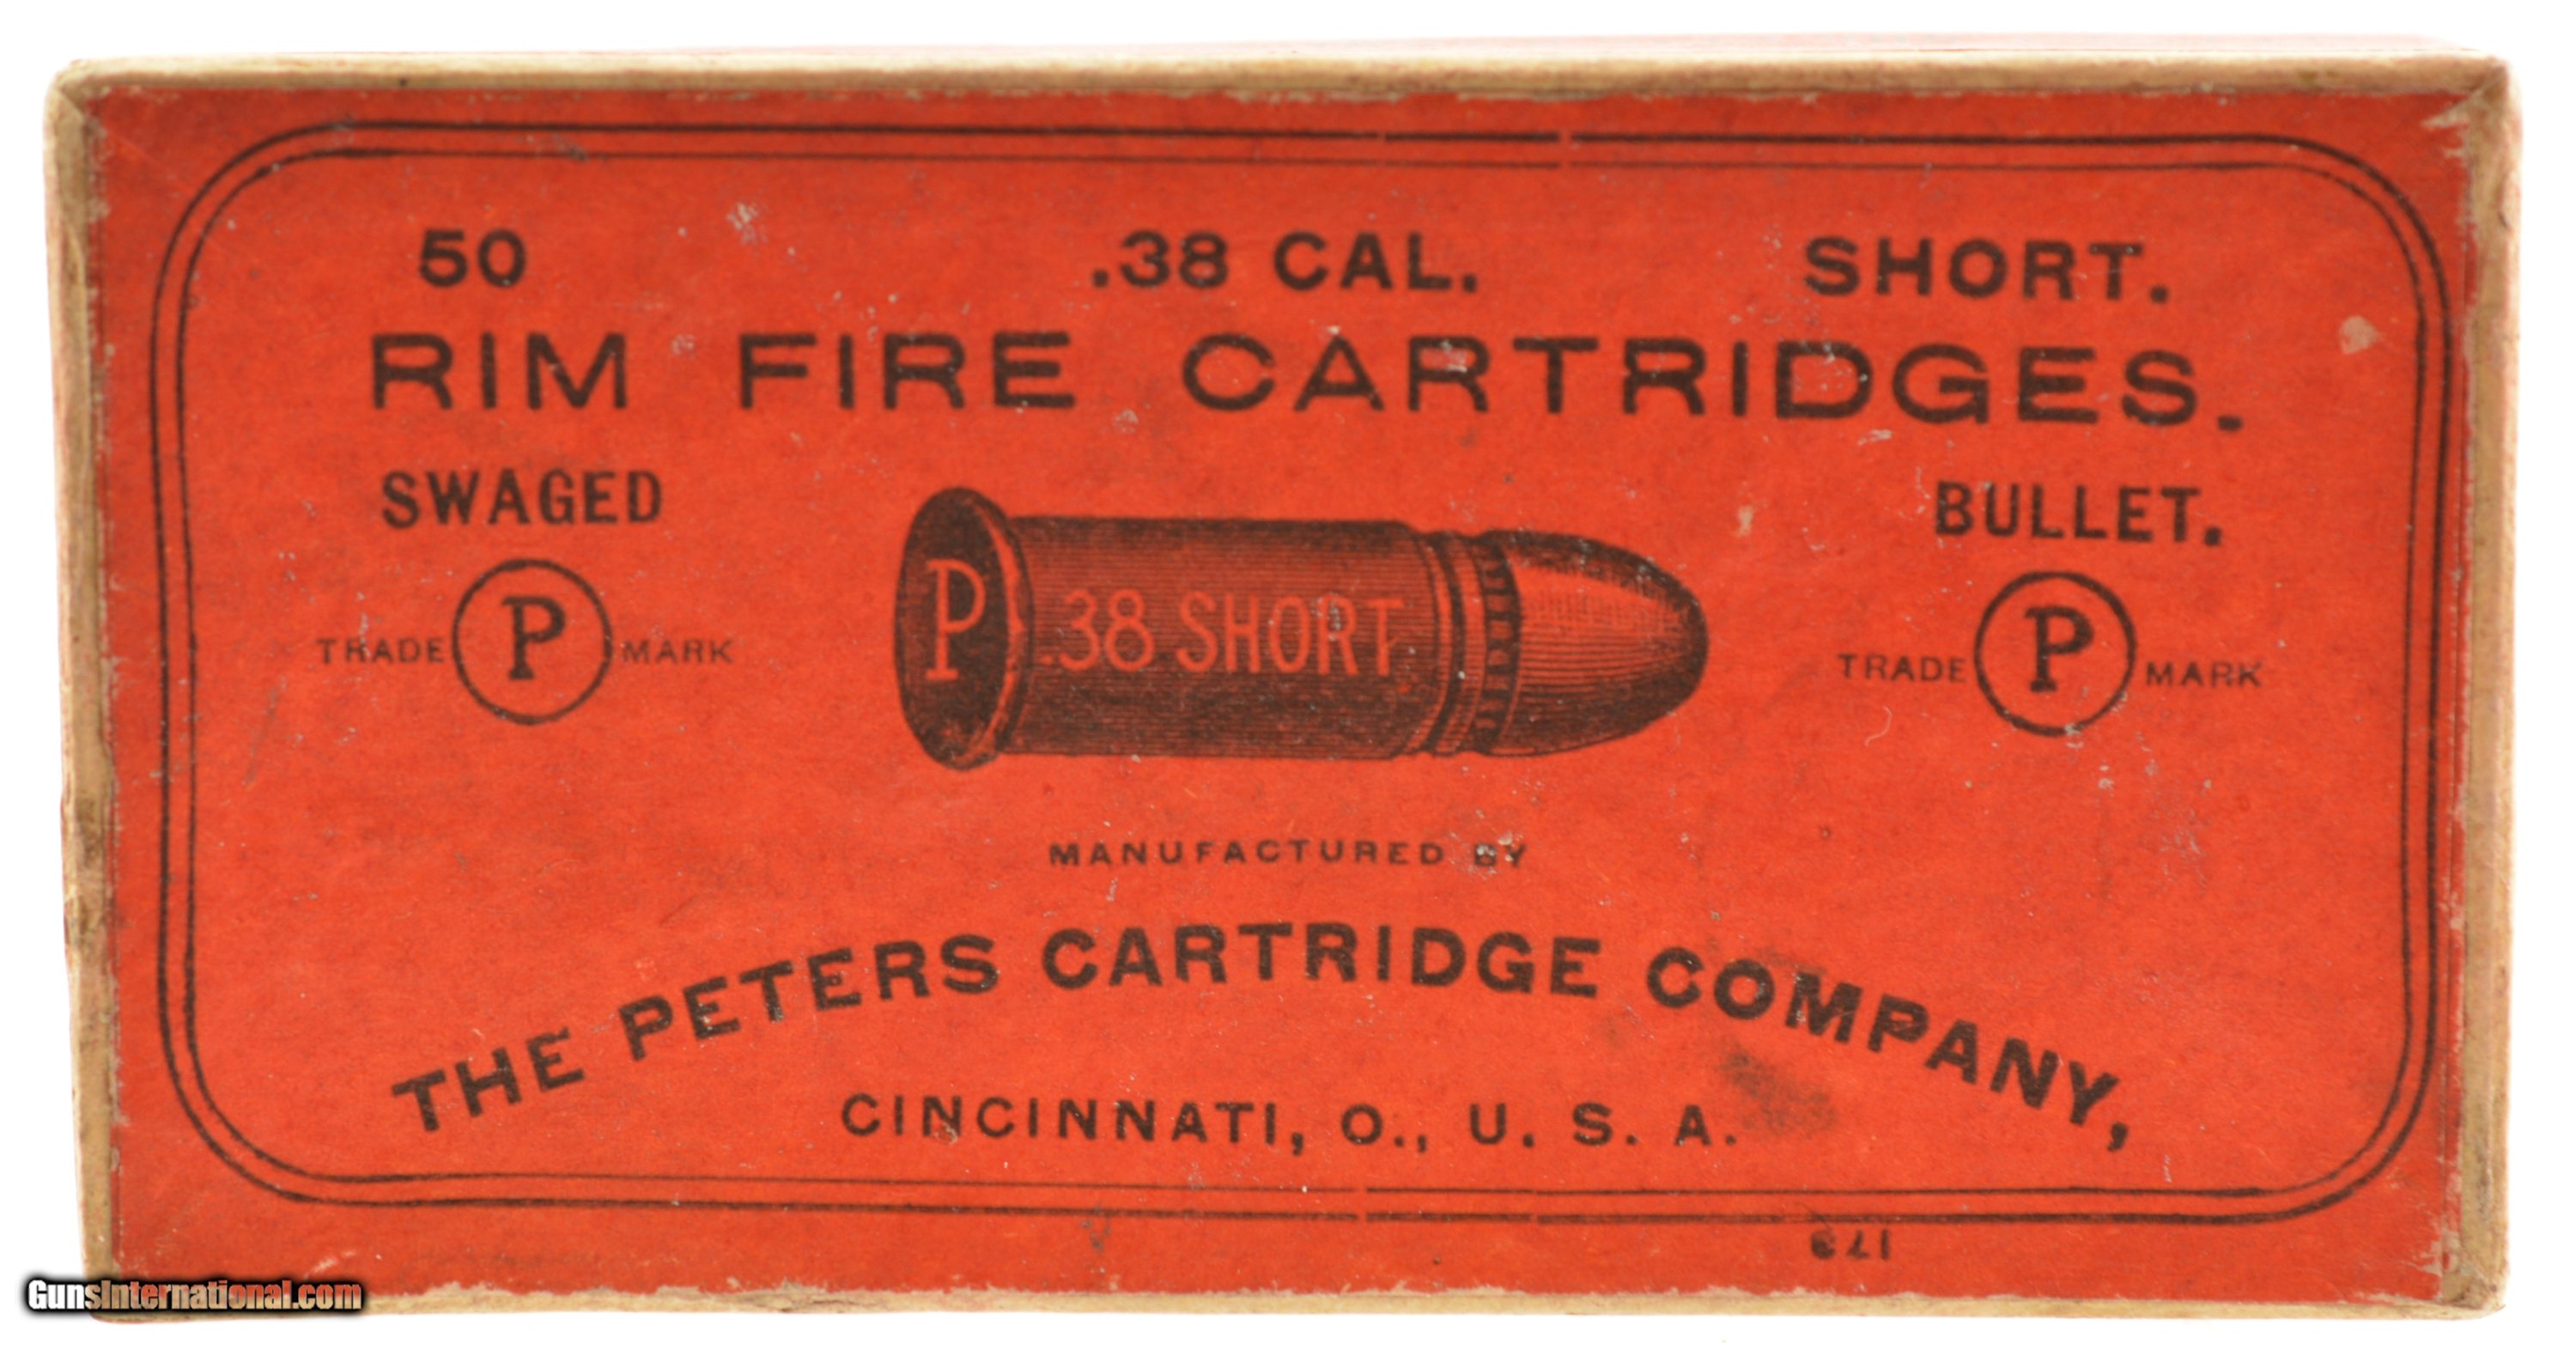 50 .38 CAL. SHORT.
RIM FIRE CARTRIDGES.
SWAGED BULLET.
TRADE P MARK
P .38 SHORT
TRADE P MARK
MANUFACTURED BY
THE PETERS CARTRIDGE COMPANY,
CINCINNATI, O., U. S. A.
173
GunsInternational.com